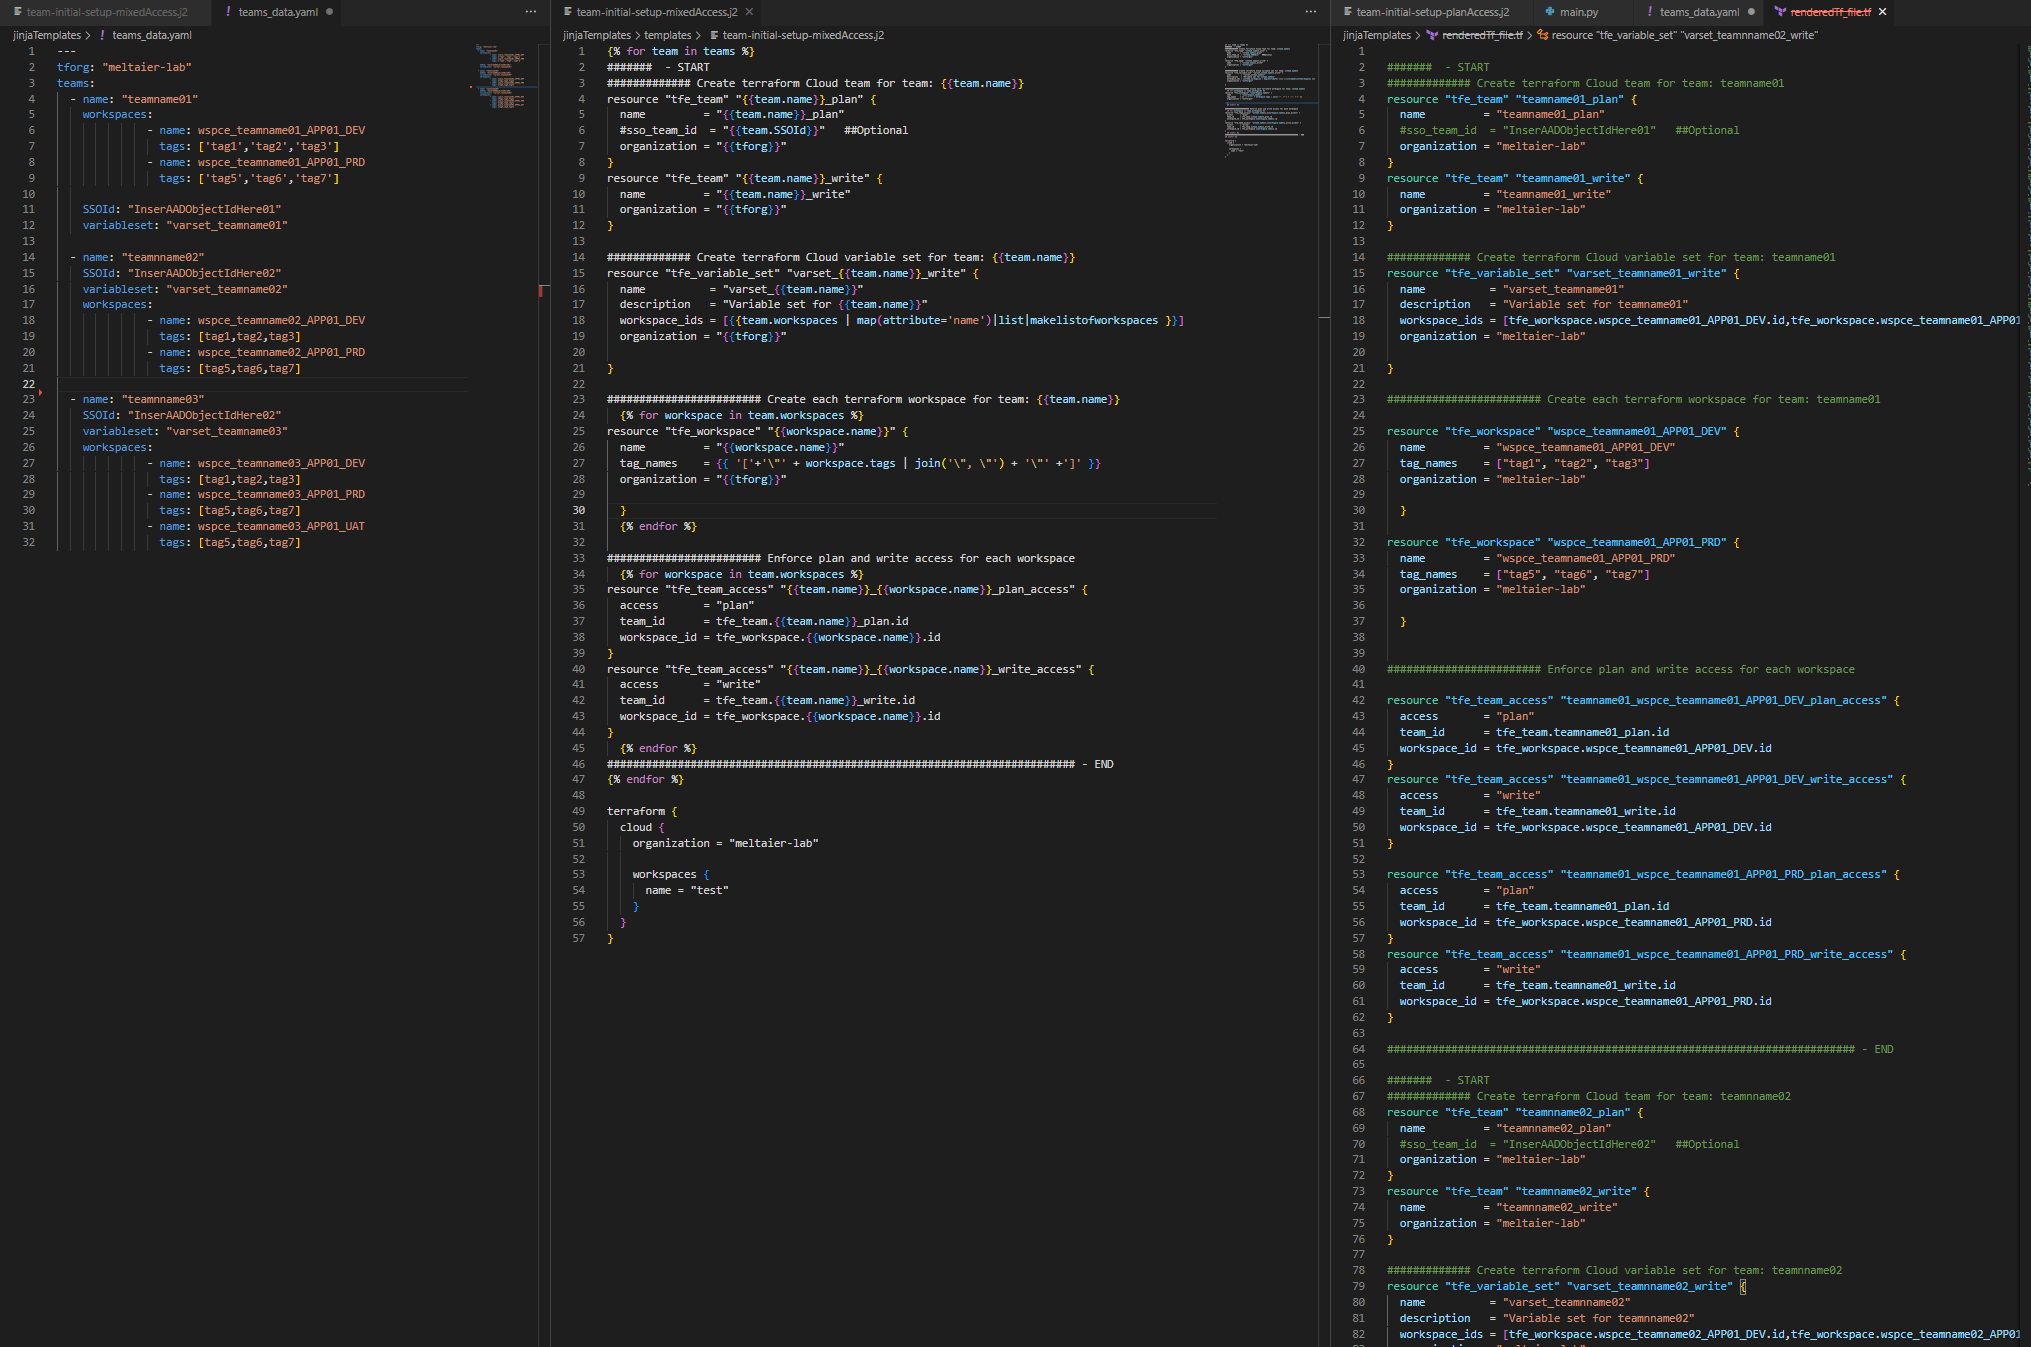 team-initial-setup-mixedAccess.j2
! teams_data.yaml
jinjaTemplates > ! teams_data.yaml
1 ---
2 tforg: "meltaier-lab"
3 teams:
4 - name: "teamname01"
5 workspaces:
6 - name: wspce_teamname01_APP01_DEV
7 tags: ['tag1','tag2','tag3']
8 - name: wspce_teamname01_APP01_PRD
9 tags: ['tag5','tag6','tag7']
10
11 SSOId: "InserAADObjectIdHere01"
12 variableset: "varset_teamname01"
13
14 - name: "teamnname02"
15 SSOId: "InserAADObjectIdHere02"
16 variableset: "varset_teamname02"
17 workspaces:
18 - name: wspce_teamname02_APP01_DEV
19 tags: [tag1,tag2,tag3]
20 - name: wspce_teamname02_APP01_PRD
21 tags: [tag5,tag6,tag7]
22
23 - name: "teamnname03"
24 SSOId: "InserAADObjectIdHere02"
25 variableset: "varset_teamname03"
26 workspaces:
27 - name: wspce_teamname03_APP01_DEV
28 tags: [tag1,tag2,tag3]
29 - name: wspce_teamname03_APP01_PRD
30 tags: [tag5,tag6,tag7]
31 - name: wspce_teamname03_APP01_UAT
32 tags: [tag5,tag6,tag7]
team-initial-setup-mixedAccess.j2
jinjaTemplates > templates > team-initial-setup-mixedAccess.j2
1 {% for team in teams %}
2 #######  - START
3 ############# Create terraform Cloud team for team: {{team.name}}
4 resource "tfe_team" "{{team.name}}_plan" {
5 name = "{{team.name}}_plan"
6 #sso_team_id = "{{team.SSOId}}" ##Optional
7 organization = "{{tforg}}"
8 }
9 resource "tfe_team" "{{team.name}}_write" {
10 name = "{{team.name}}_write"
11 organization = "{{tforg}}"
12 }
13
14 ############# Create terraform Cloud variable set for team: {{team.name}}
15 resource "tfe_variable_set" "varset_{{team.name}}_write" {
16 name = "varset_{{team.name}}"
17 description = "Variable set for {{team.name}}"
18 workspace_ids = [{{team.workspaces | map(attribute='name')|list|makelistofworkspaces }}]
19 organization = "{{tforg}}"
20
21 }
22
23 ######################## Create each terraform workspace for team: {{team.name}}
24 {% for workspace in team.workspaces %}
25 resource "tfe_workspace" "{{workspace.name}}" {
26 name = "{{workspace.name}}"
27 tag_names = {{ '['+'\"' + workspace.tags | join('\", \"') + '\"' +']' }}
28 organization = "{{tforg}}"
29
30 }
31 {% endfor %}
32
33 ######################## Enforce plan and write access for each workspace
34 {% for workspace in team.workspaces %}
35 resource "tfe_team_access" "{{team.name}}_{{workspace.name}}_plan_access" {
36 access = "plan"
37 team_id = tfe_team.{{team.name}}_plan.id
38 workspace_id = tfe_workspace.{{workspace.name}}.id
39 }
40 resource "tfe_team_access" "{{team.name}}_{{workspace.name}}_write_access" {
41 access = "write"
42 team_id = tfe_team.{{team.name}}_write.id
43 workspace_id = tfe_workspace.{{workspace.name}}.id
44 }
45 {% endfor %}
46 ######################################################################### - END
47 {% endfor %}
48
49 terraform {
50 cloud {
51 organization = "meltaier-lab"
52
53 workspaces {
54 name = "test"
55 }
56 }
57 }
team-initial-setup-planAccess.j2
main.py
! teams_data.yaml
renderedTf_file.tf
jinjaTemplates > renderedTf_file.tf > resource "tfe_variable_set" "varset_teamnname02_write"
1
2 #######  - START
3 ############# Create terraform Cloud team for team: teamname01
4 resource "tfe_team" "teamname01_plan" {
5 name = "teamname01_plan"
6 #sso_team_id = "InserAADObjectIdHere01" ##Optional
7 organization = "meltaier-lab"
8 }
9 resource "tfe_team" "teamname01_write" {
10 name = "teamname01_write"
11 organization = "meltaier-lab"
12 }
13
14 ############# Create terraform Cloud variable set for team: teamname01
15 resource "tfe_variable_set" "varset_teamname01_write" {
16 name = "varset_teamname01"
17 description = "Variable set for teamname01"
18 workspace_ids = [tfe_workspace.wspce_teamname01_APP01_DEV.id,tfe_workspace.wspce_teamname01_APP01
19 organization = "meltaier-lab"
20
21 }
22
23 ######################## Create each terraform workspace for team: teamname01
24
25 resource "tfe_workspace" "wspce_teamname01_APP01_DEV" {
26 name = "wspce_teamname01_APP01_DEV"
27 tag_names = ["tag1", "tag2", "tag3"]
28 organization = "meltaier-lab"
29
30 }
31
32 resource "tfe_workspace" "wspce_teamname01_APP01_PRD" {
33 name = "wspce_teamname01_APP01_PRD"
34 tag_names = ["tag5", "tag6", "tag7"]
35 organization = "meltaier-lab"
36
37 }
38
39
40 ######################## Enforce plan and write access for each workspace
41
42 resource "tfe_team_access" "teamname01_wspce_teamname01_APP01_DEV_plan_access" {
43 access = "plan"
44 team_id = tfe_team.teamname01_plan.id
45 workspace_id = tfe_workspace.wspce_teamname01_APP01_DEV.id
46 }
47 resource "tfe_team_access" "teamname01_wspce_teamname01_APP01_DEV_write_access" {
48 access = "write"
49 team_id = tfe_team.teamname01_write.id
50 workspace_id = tfe_workspace.wspce_teamname01_APP01_DEV.id
51 }
52
53 resource "tfe_team_access" "teamname01_wspce_teamname01_APP01_PRD_plan_access" {
54 access = "plan"
55 team_id = tfe_team.teamname01_plan.id
56 workspace_id = tfe_workspace.wspce_teamname01_APP01_PRD.id
57 }
58 resource "tfe_team_access" "teamname01_wspce_teamname01_APP01_PRD_write_access" {
59 access = "write"
60 team_id = tfe_team.teamname01_write.id
61 workspace_id = tfe_workspace.wspce_teamname01_APP01_PRD.id
62 }
63
64 ######################################################################### - END
65
66 #######  - START
67 ############# Create terraform Cloud team for team: teamnname02
68 resource "tfe_team" "teamnname02_plan" {
69 name = "teamnname02_plan"
70 #sso_team_id = "InserAADObjectIdHere02" ##Optional
71 organization = "meltaier-lab"
72 }
73 resource "tfe_team" "teamnname02_write" {
74 name = "teamnname02_write"
75 organization = "meltaier-lab"
76 }
77
78 ############# Create terraform Cloud variable set for team: teamnname02
79 resource "tfe_variable_set" "varset_teamnname02_write" {
80 name = "varset_teamnname02"
81 description = "Variable set for teamnname02"
82 workspace_ids = [tfe_workspace.wspce_teamname02_APP01_DEV.id,tfe_workspace.wspce_teamname02_APP01